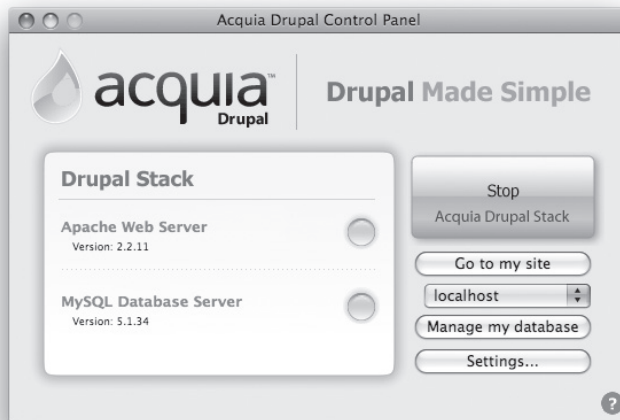 Acquia Drupal Control Panel
acquia™
Drupal
Drupal Made Simple
Drupal Stack
Apache Web Server
Version: 2.2.11
MySQL Database Server
Version: 5.1.34
Stop
Acquia Drupal Stack
Go to my site
localhost
Manage my database
Settings...
?